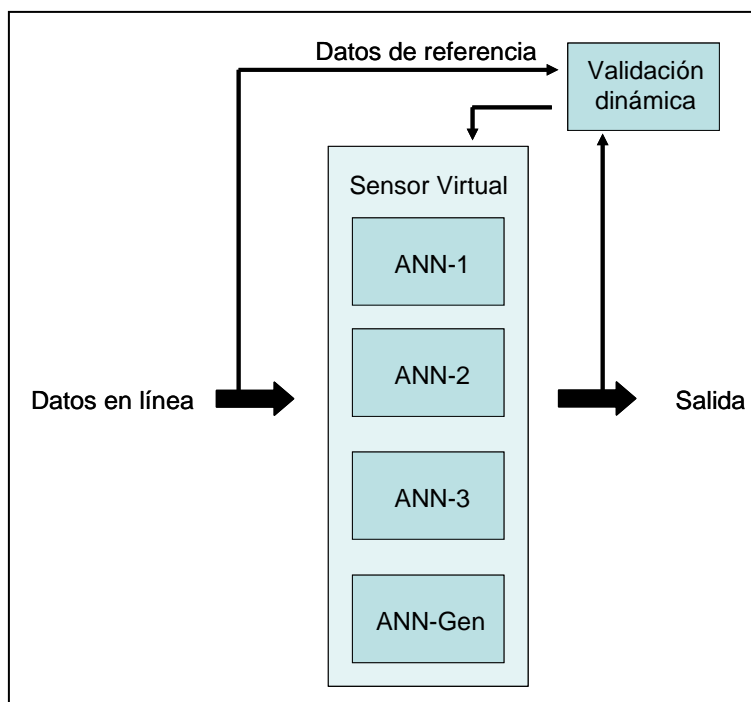 Datos de referencia
Validación
dinámica
Sensor Virtual
ANN-1
ANN-2
Datos en línea
Salida
ANN-3
ANN-Gen